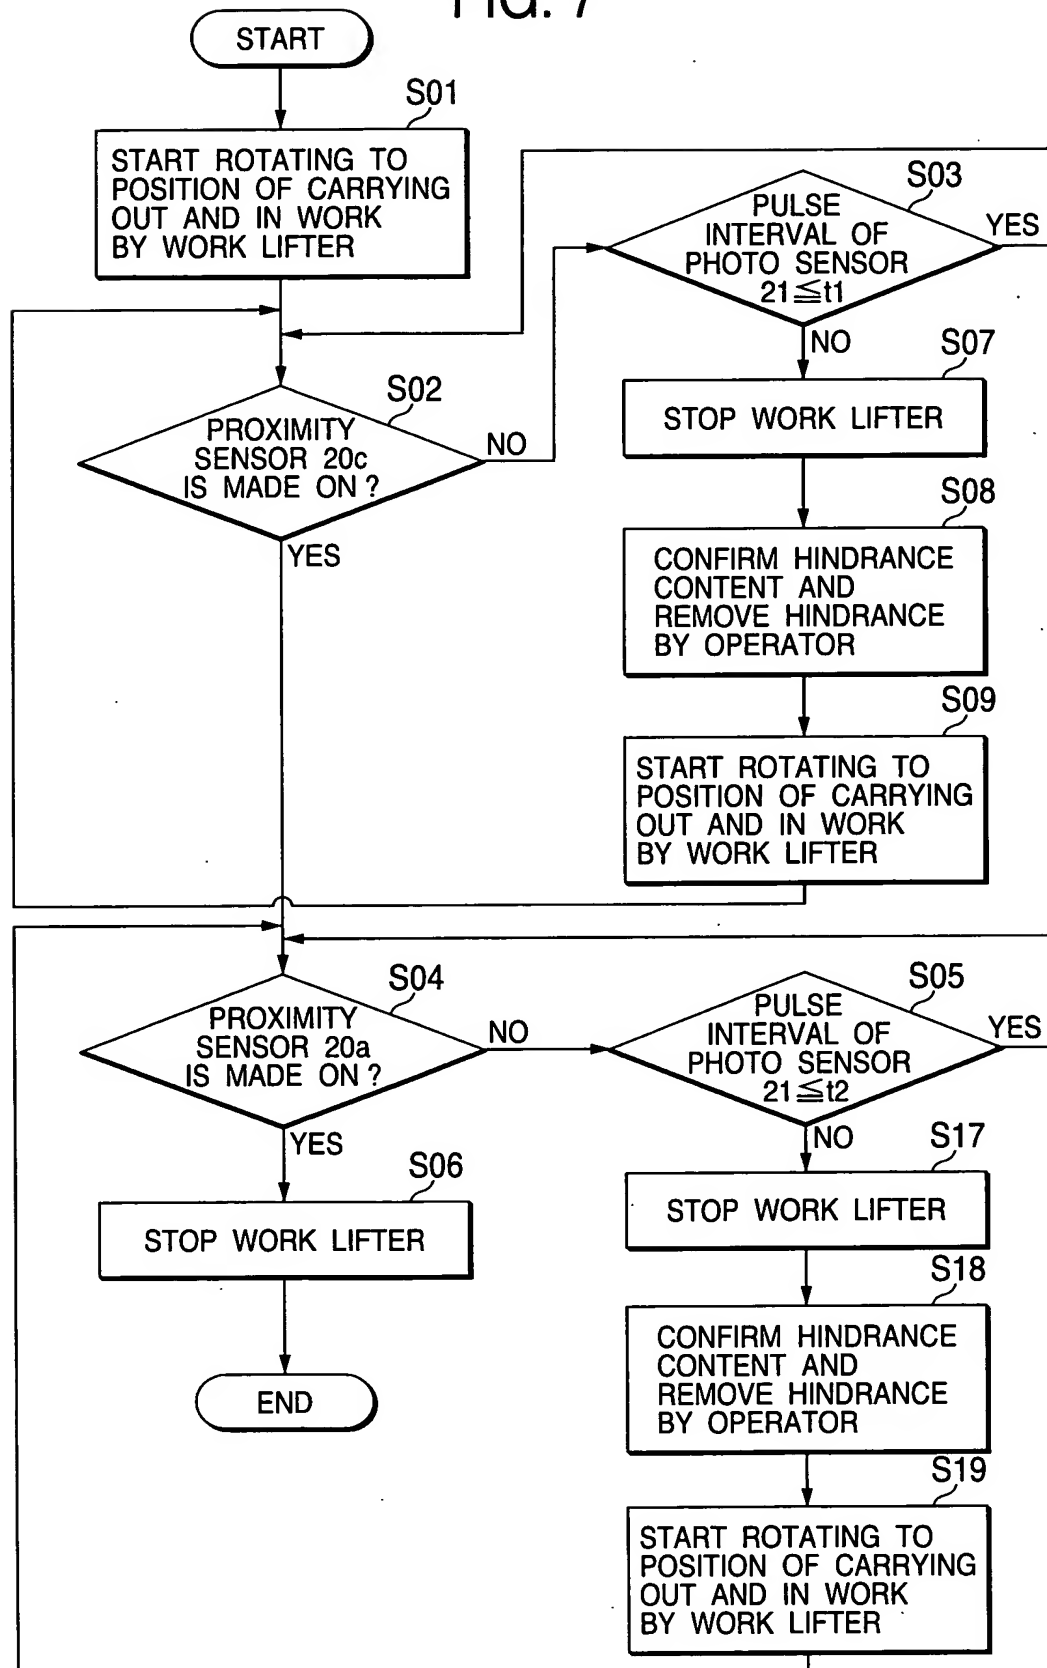 FIG. 7
START
S01
START ROTATING TO
POSITION OF CARRYING
OUT AND IN WORK
BY WORK LIFTER
S03
PULSE
INTERVAL OF
PHOTO SENSOR
21≦t1
YES
NO
S02
PROXIMITY
SENSOR 20c
IS MADE ON?
NO
YES
S07
STOP WORK LIFTER
S08
CONFIRM HINDRANCE
CONTENT AND
REMOVE HINDRANCE
BY OPERATOR
S09
START ROTATING TO
POSITION OF CARRYING
OUT AND IN WORK
BY WORK LIFTER
S04
PROXIMITY
SENSOR 20a
IS MADE ON?
NO
YES
S05
PULSE
INTERVAL OF
PHOTO SENSOR
21≦t2
YES
NO
S06
STOP WORK LIFTER
END
S17
STOP WORK LIFTER
S18
CONFIRM HINDRANCE
CONTENT AND
REMOVE HINDRANCE
BY OPERATOR
S19
START ROTATING TO
POSITION OF CARRYING
OUT AND IN WORK
BY WORK LIFTER